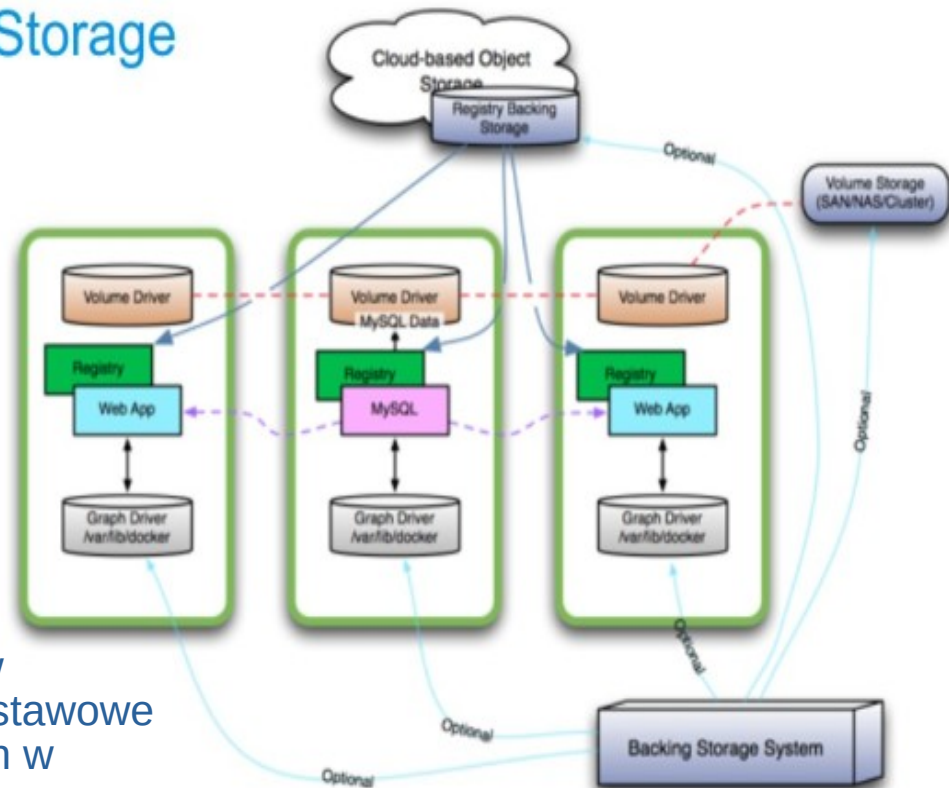 Storage
Cloud-based Object
Storage
Registry Backing
Storage
Optional
Volume Storage
(SAN/NAS/Cluster)
Volume Driver
Volume Driver
Volume Driver
MySQL Data
Registry
Registry
Registry
Web App
MySQL
Web App
Optional
Graph Driver
/var/lib/docker
Graph Driver
/var/lib/docker
Graph Driver
/var/lib/docker
Optional
stawowe
w
Optional
Backing Storage System
Optional